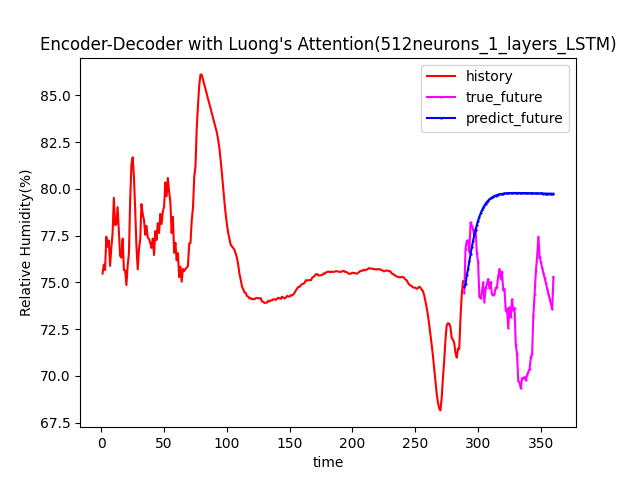 Encoder-Decoder with Luong's Attention(512neurons_1_layers_LSTM)
history
true_future
predict_future
Relative Humidity(%)
85.0
82.5
80.0
77.5
75.0
72.5
70.0
67.5
0 50 100 150 200 250 300 350
time